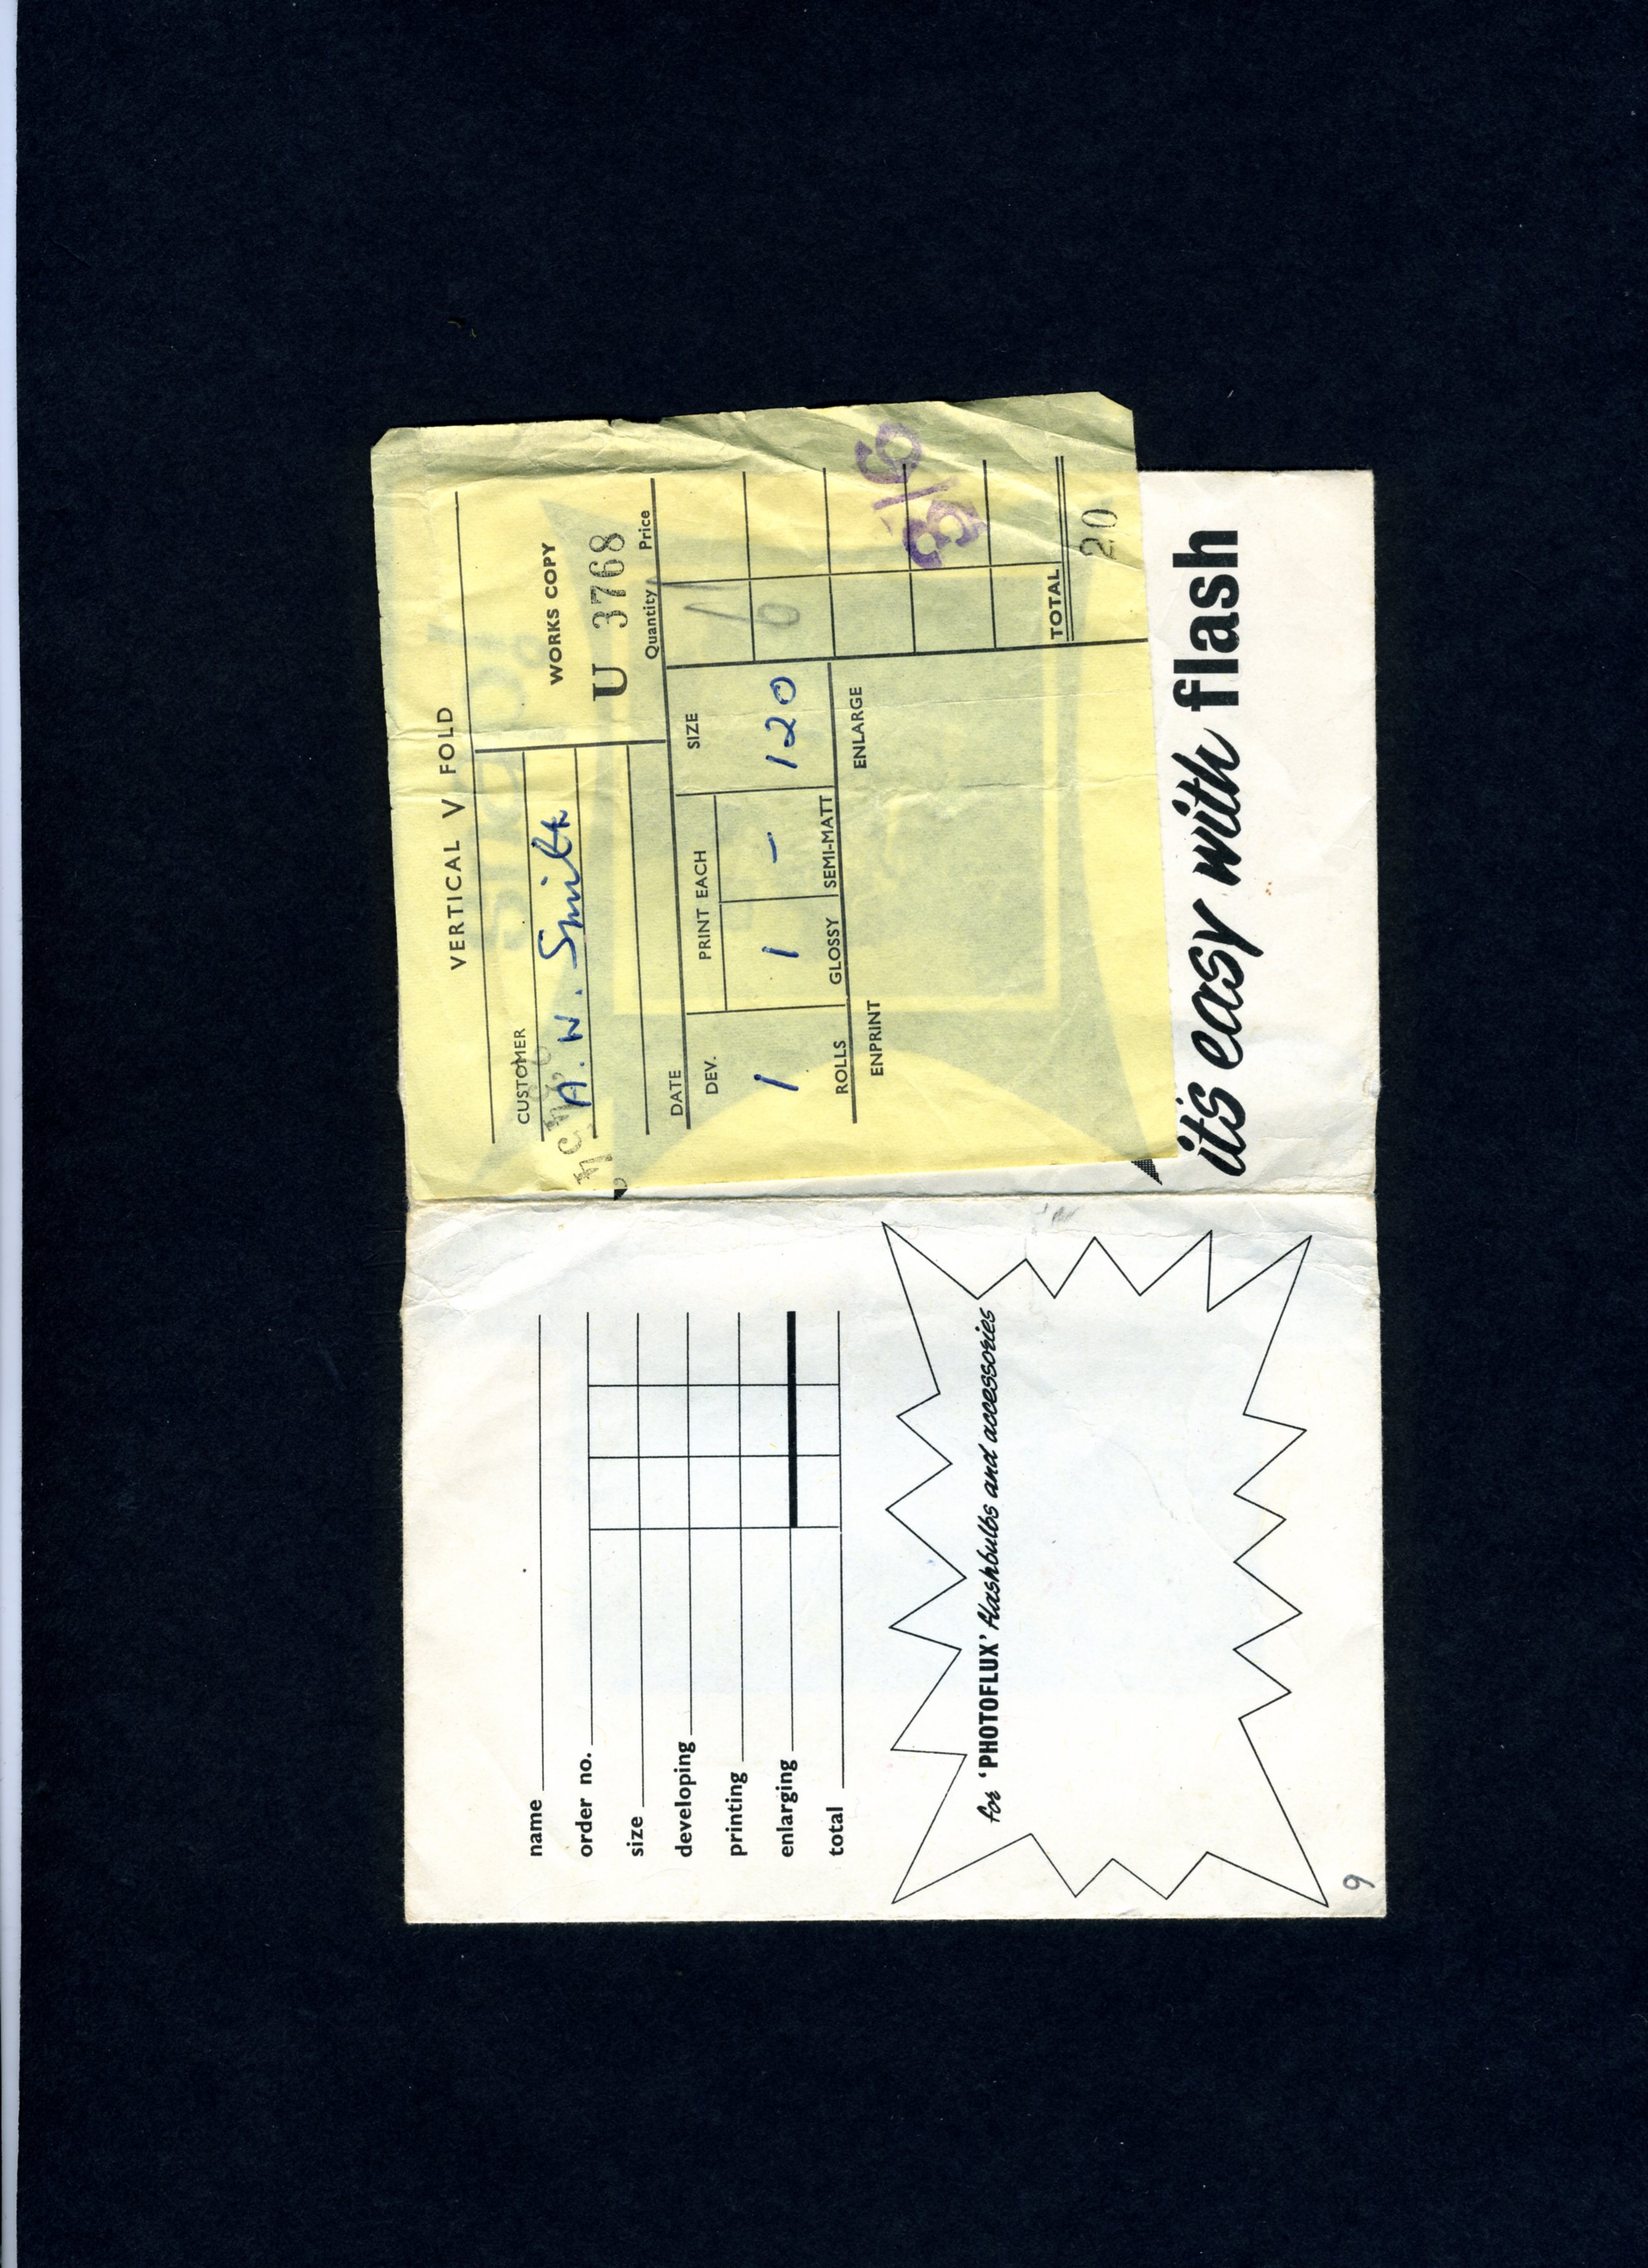 VERTICAL V FOLD
CUSTOMER
WORKS COPY
A. W. Smith
U 3768
DATE
Quantity Price
DEV. PRINT EACH SIZE
1 1 - 120
6
ROLLS GLOSSY SEMI-MATT
ENPRINT ENLARGE
TOTAL
20
it's easy with flash
name
order no.
size
developing
printing
enlarging
total
for 'PHOTOFLUX' flashbulbs and accessories
9